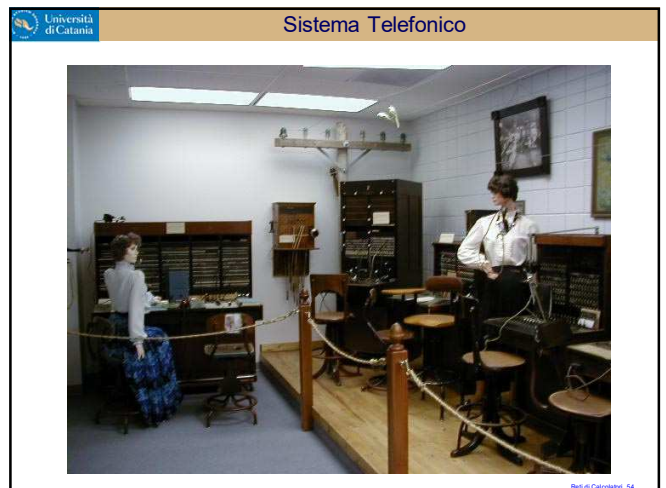 Università
di Catania
Sistema Telefonico
Reti di Calcolatori 54